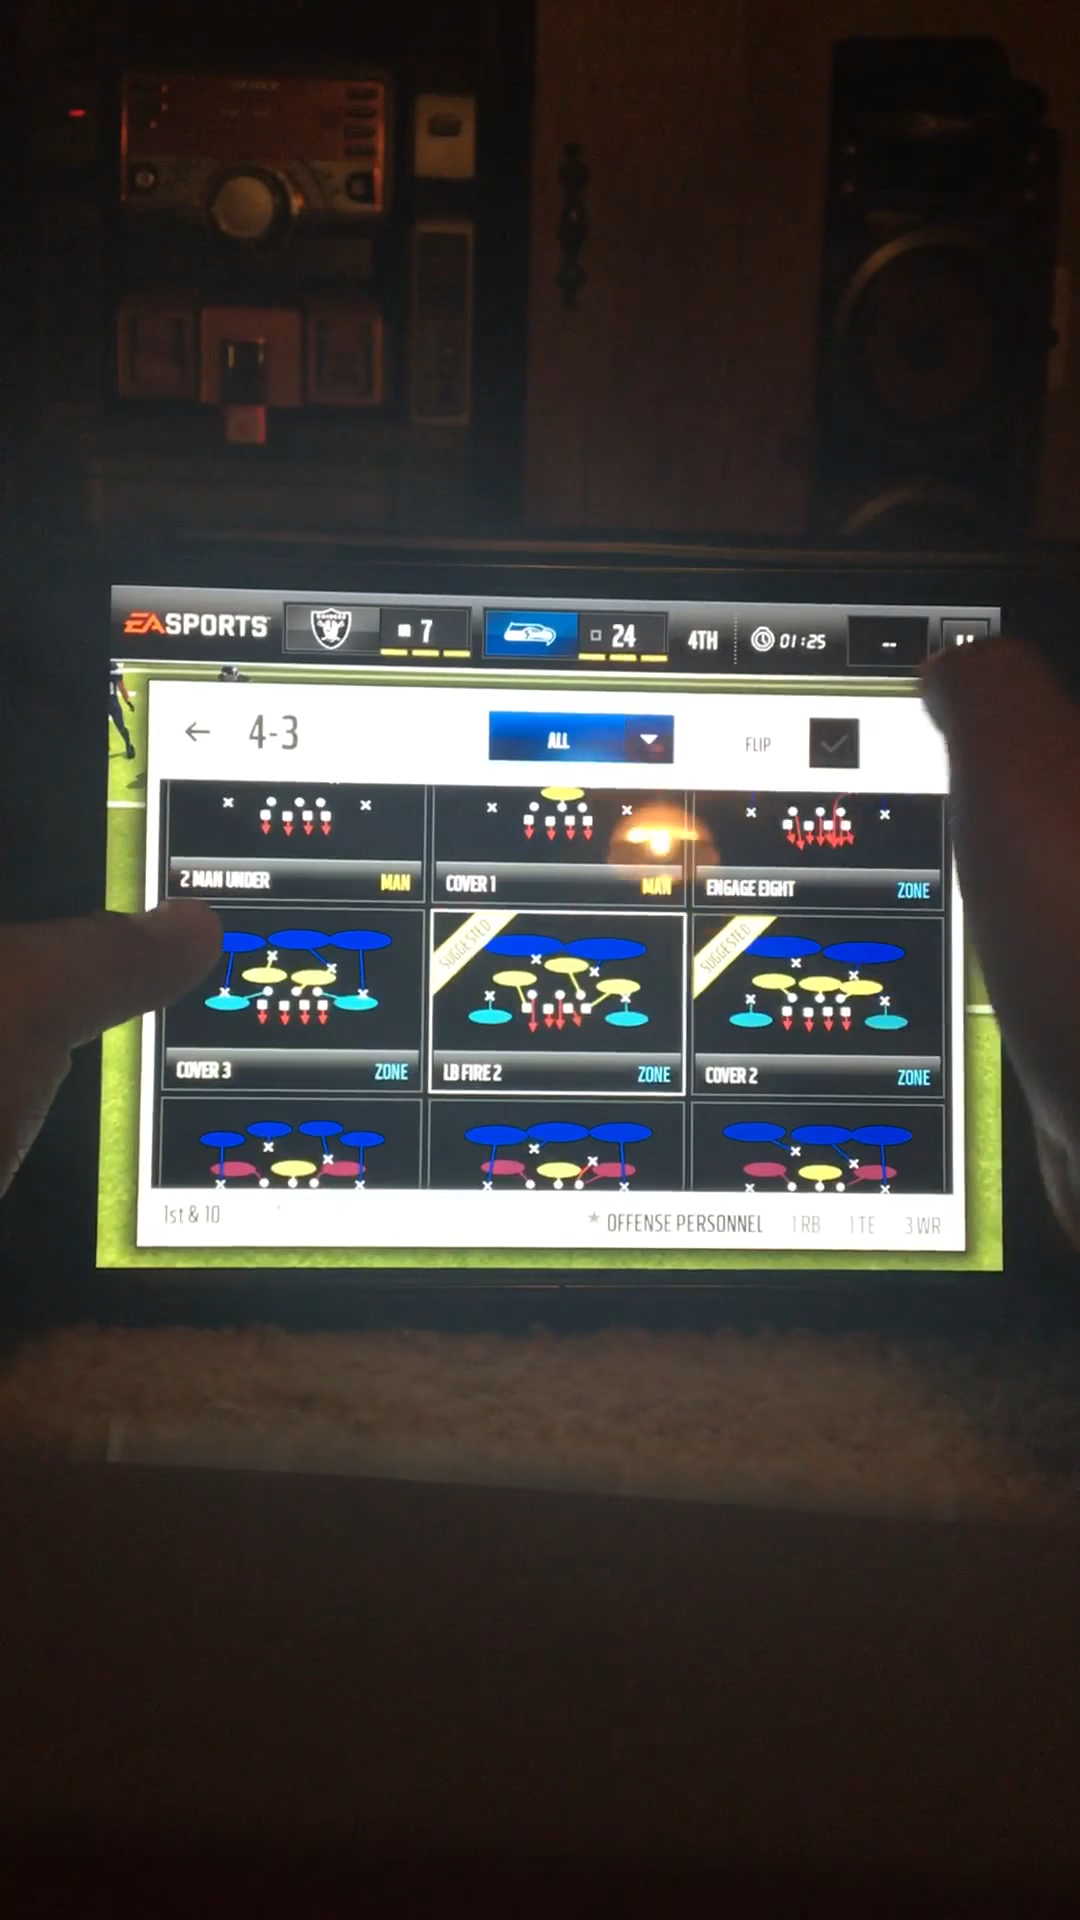 EA SPORTS
RAIDERS
7
24
4TH
01:25
--
4-3
ALL
FLIP
2 MAN UNDER MAN
COVER 1 MAN
ENGAGE EIGHT ZONE
SUGGESTED
SUGGESTED
COVER 3 ZONE
LB FIRE 2 ZONE
COVER 2 ZONE
1st & 10
* OFFENSE PERSONNEL 1 RB 1 TE 3 WR